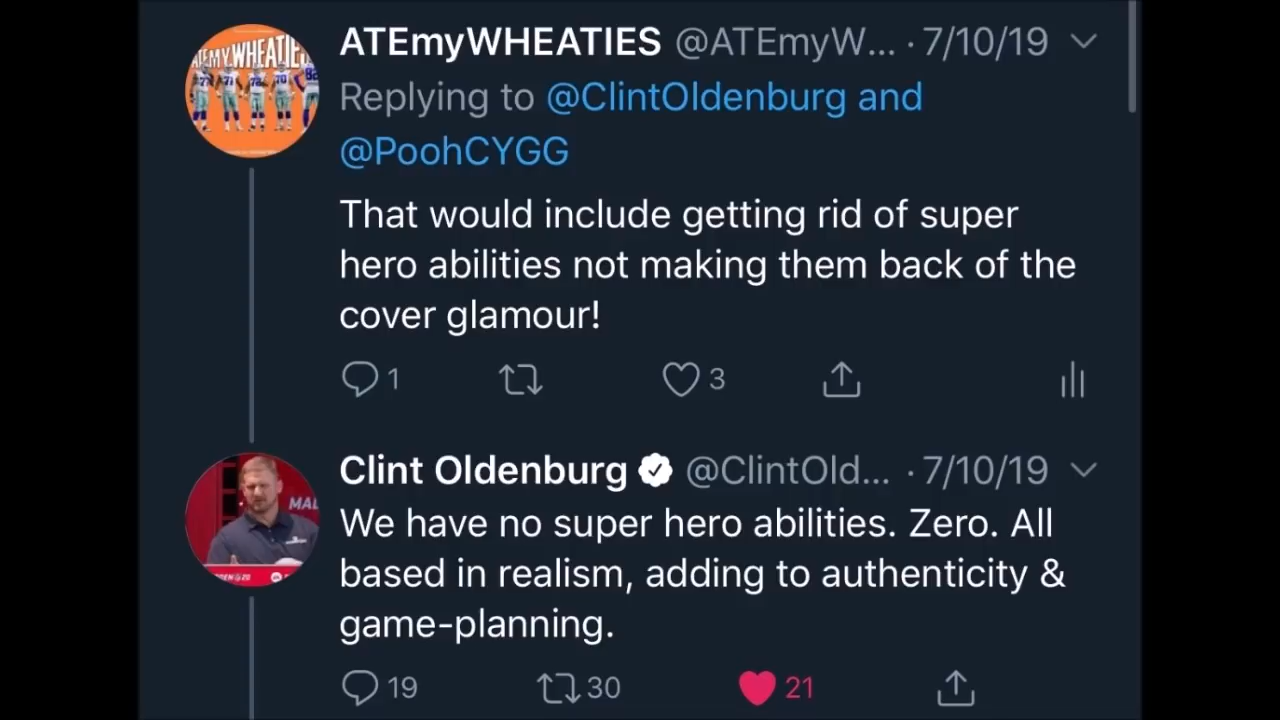 ATEmyWHEATIES @ATEmyW... · 7/10/19
Replying to @ClintOldenburg and
@PoohCYGG
That would include getting rid of super
hero abilities not making them back of the
cover glamour!
1 3
Clint Oldenburg @ClintOld... · 7/10/19
We have no super hero abilities. Zero. All
based in realism, adding to authenticity &
game-planning.
19 30 21